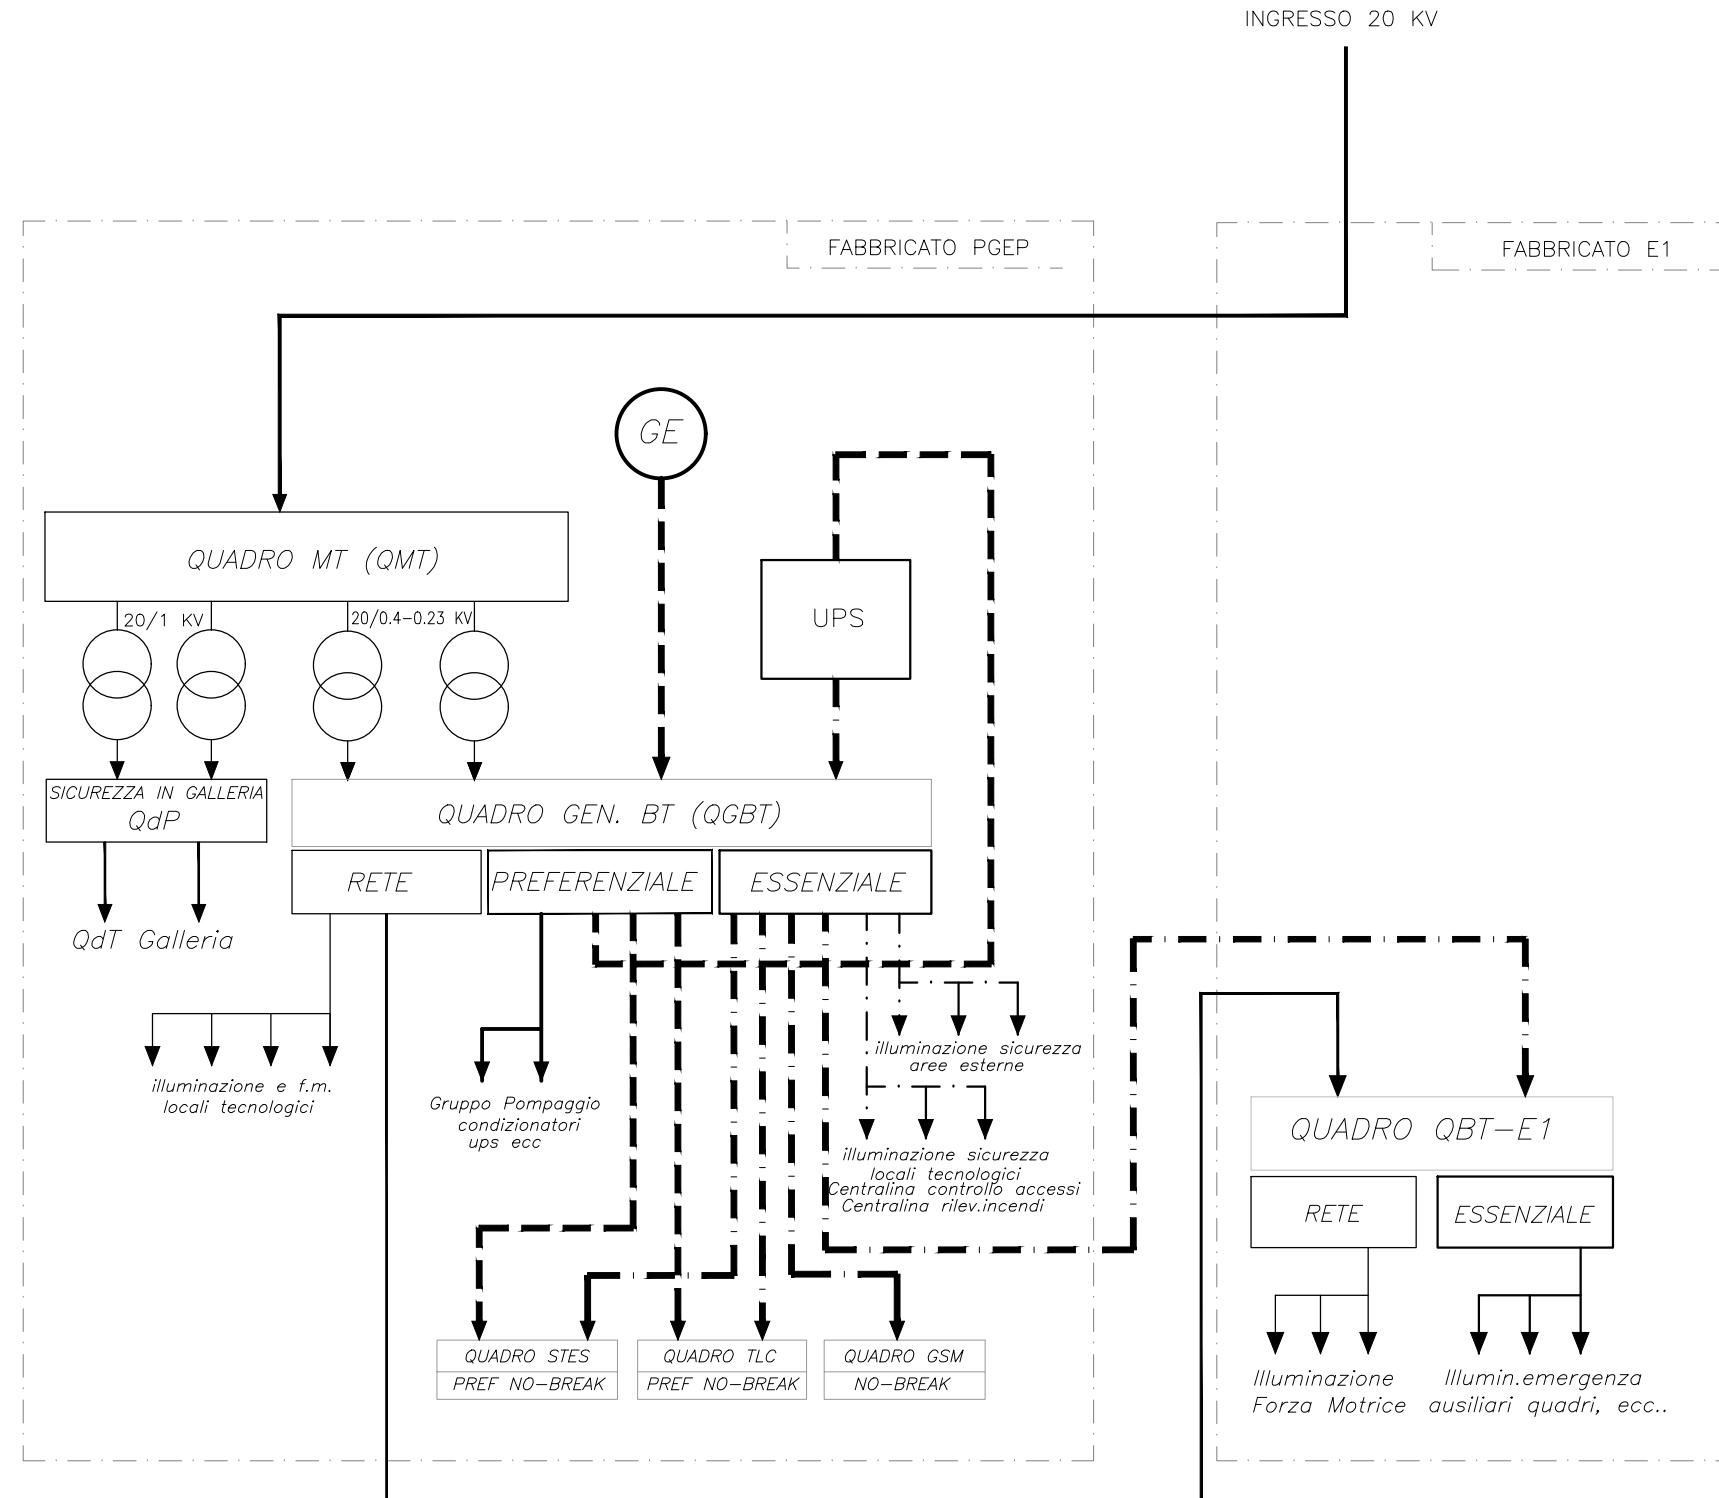 INGRESSO 20 KV
FABBRICATO PGEP
FABBRICATO E1
GE
QUADRO MT (QMT)
20/1 KV
20/0.4-0.23 KV
UPS
SICUREZZA IN GALLERIA
QdP
QUADRO GEN. BT (QGBT)
RETE
PREFERENZIALE
ESSENZIALE
QdT Galleria
illuminazione sicurezza
aree esterne
illuminazione e f.m.
locali tecnologici
Gruppo Pompaggio
condizionatori
ups ecc
illuminazione sicurezza
locali tecnologici
Centralina controllo accessi
Centralina rilev.incendi
QUADRO QBT-E1
RETE
ESSENZIALE
QUADRO STES
PREF NO-BREAK
QUADRO TLC
PREF NO-BREAK
QUADRO GSM
NO-BREAK
Illuminazione
Forza Motrice
Illumin.emergenza
ausiliari quadri, ecc..